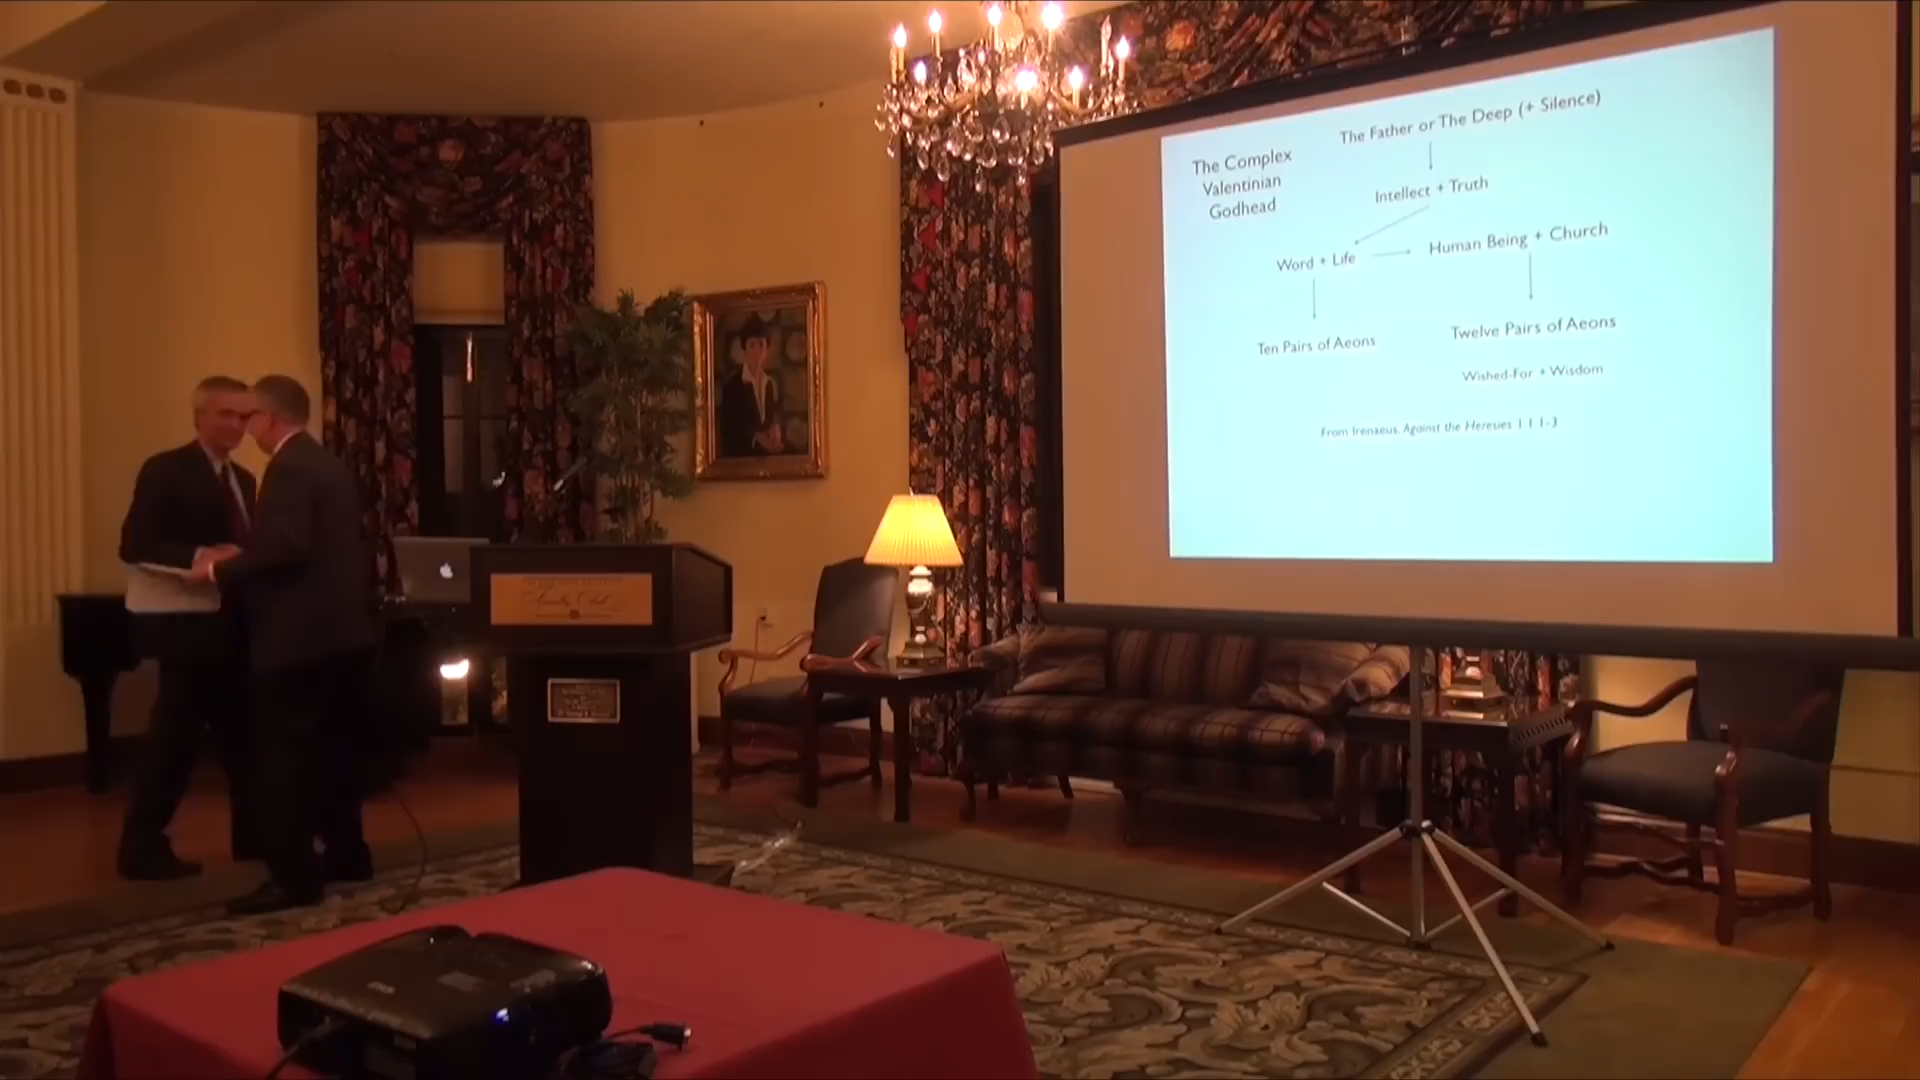 The Father or The Deep (+ Silence)
The Complex
Valentinian
Godhead
Intellect + Truth
Word + Life
Human Being + Church
Ten Pairs of Aeons
Twelve Pairs of Aeons
Wished-For + Wisdom
From Irenaeus, Against the Heresies 1.1.1-3